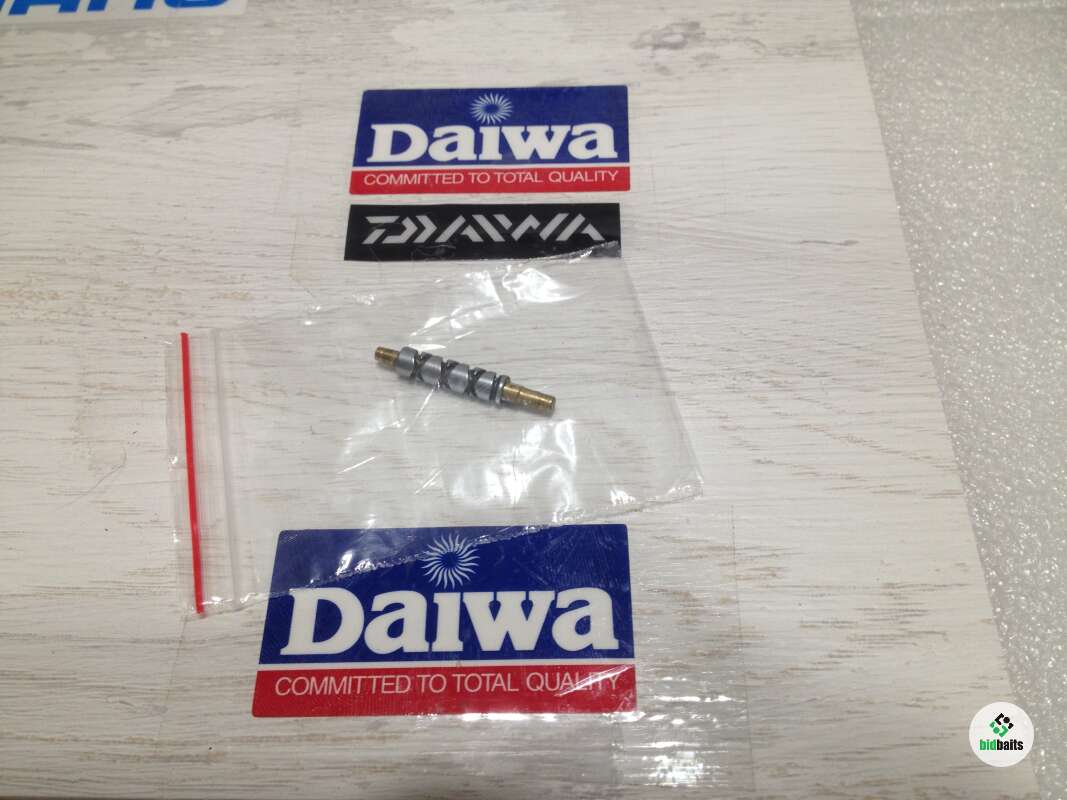 Daiwa
COMMITTED TO TOTAL QUALITY
DAIWA
Daiwa
COMMITTED TO TOTAL QUALITY
bidbaits